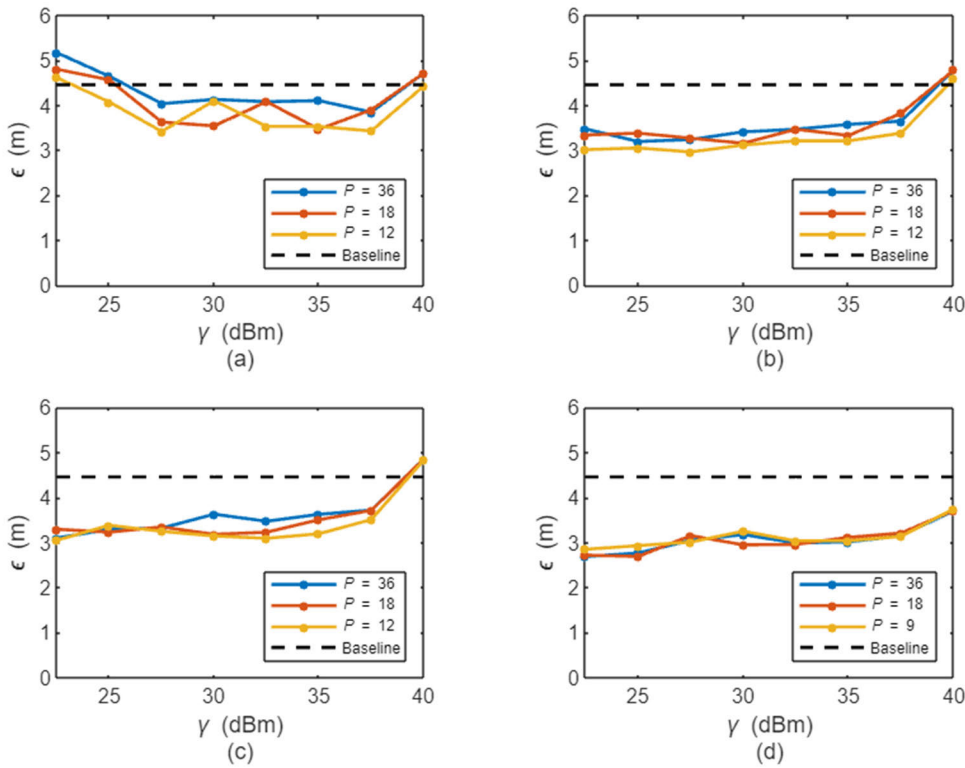 6
5
4
3
2
1
0
ϵ (m)
P = 36
P = 18
P = 12
Baseline
25 30 35 40
γ (dBm)
(a)
6
5
4
3
2
1
0
ϵ (m)
P = 36
P = 18
P = 12
Baseline
25 30 35 40
γ (dBm)
(b)
6
5
4
3
2
1
0
ϵ (m)
P = 36
P = 18
P = 12
Baseline
25 30 35 40
γ (dBm)
(c)
6
5
4
3
2
1
0
ϵ (m)
P = 36
P = 18
P = 9
Baseline
25 30 35 40
γ (dBm)
(d)